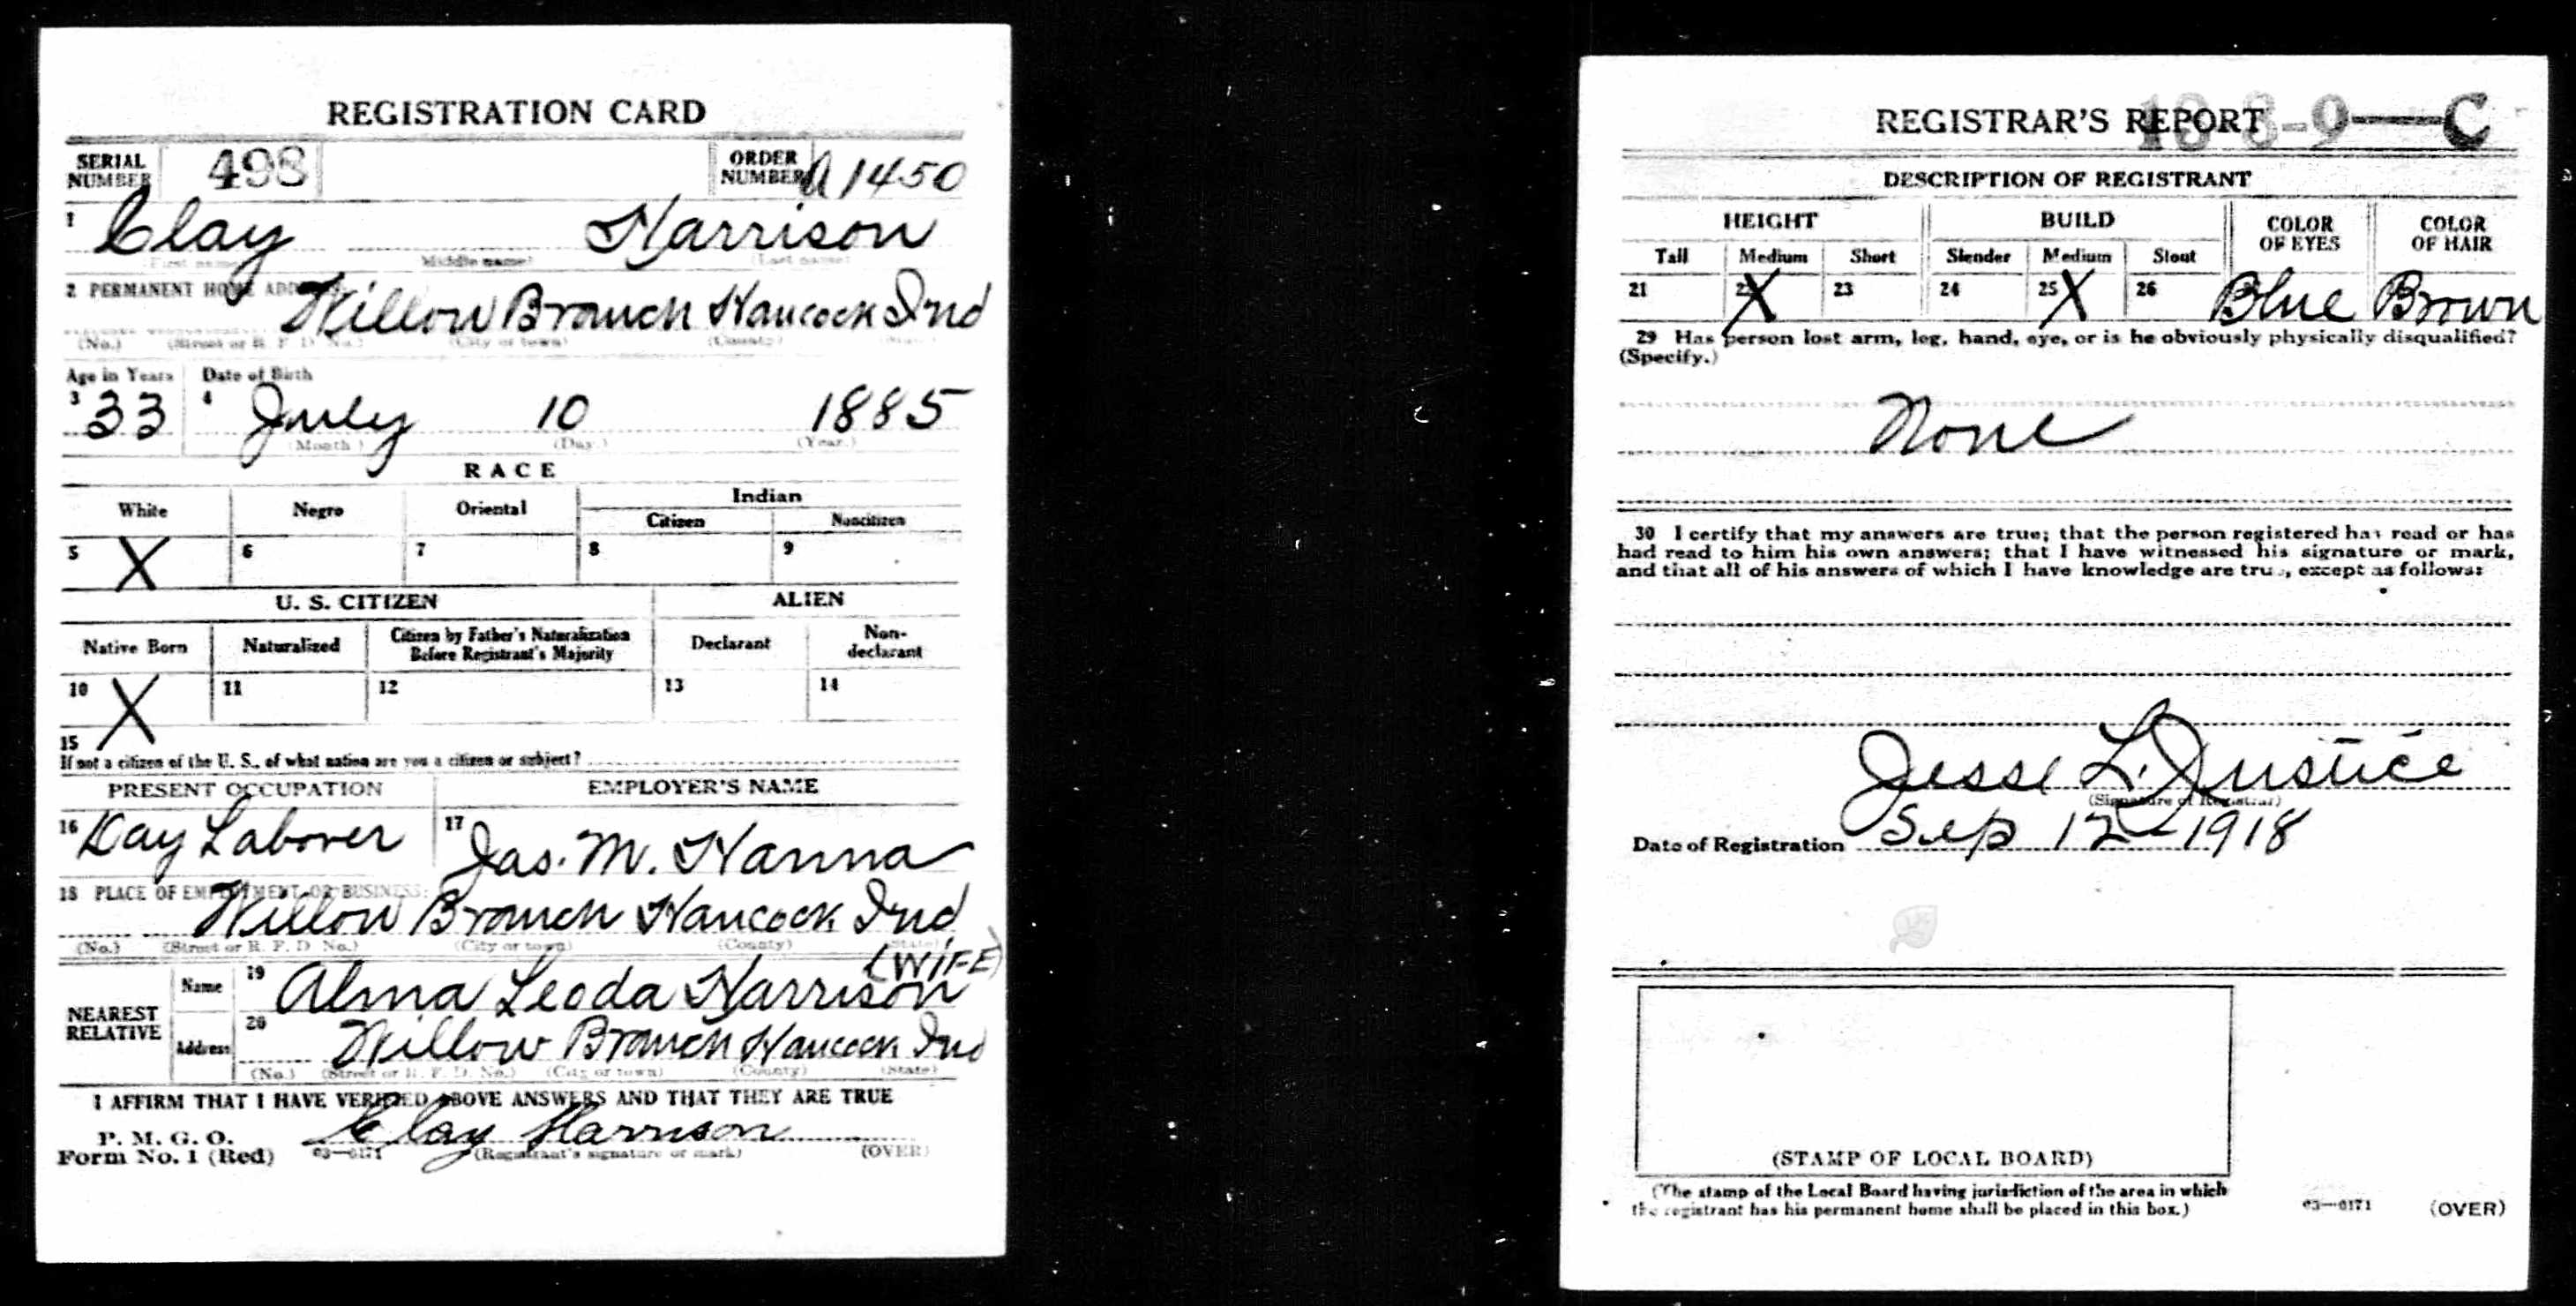 REGISTRATION CARD
SERIAL NUMBER 498 ORDER NUMBER A1450
1 Clay Harrison
(First name) (Middle name) (Last name)
2 PERMANENT HOME ADDRESS:
Willow Branch Hancock Ind
(No.) (Street or R. F. D. No.) (City or town) (County) (State)
Age in Years Date of Birth
3 33 4 July 10 1885
(Month) (Day.) (Year.)
RACE
White Negro Oriental Indian
Citizen Noncitizen
5 X 6 7 8 9
U. S. CITIZEN ALIEN
Native Born Naturalized Citizen by Father's Naturalization Before Registrant's Majority Declarant Non-declarant
10 X 11 12 13 14
15
If not a citizen of the U. S., of what nation are you a citizen or subject?
PRESENT OCCUPATION EMPLOYER'S NAME
16 Day Laborer 17 Jas. M. Hanna
18 PLACE OF EMPLOYMENT OR BUSINESS:
Willow Branch Hancock Ind
(No.) (Street or R. F. D. No.) (City or town) (County) (State)
(WIFE)
NEAREST RELATIVE Name 19 Alma Leoda Harrison
Address 20 Willow Branch Hancock Ind
(No.) (Street or R. F. D. No.) (City or town) (County) (State)
I AFFIRM THAT I HAVE VERIFIED ABOVE ANSWERS AND THAT THEY ARE TRUE
P. M. G. O.
Form No. 1 (Red) 03—6171 Clay Harrison
(Registrant's signature or mark) (OVER)
REGISTRAR'S REPORT
-9—C
DESCRIPTION OF REGISTRANT
HEIGHT BUILD COLOR OF EYES COLOR OF HAIR
Tall Medium Short Slender Medium Stout
21 22 X 23 24 25 X 26 Blue Brown
29 Has person lost arm, leg, hand, eye, or is he obviously physically disqualified?
(Specify.)
None
30 I certify that my answers are true; that the person registered has read or has
had read to him his own answers; that I have witnessed his signature or mark,
and that all of his answers of which I have knowledge are true, except as follows:
Jesse L. Justice
(Signature of Registrar)
Date of Registration Sep 12 - 1918
(STAMP OF LOCAL BOARD)
(The stamp of the Local Board having jurisdiction of the area in which
the registrant has his permanent home shall be placed in this box.)
03—6171 (OVER)